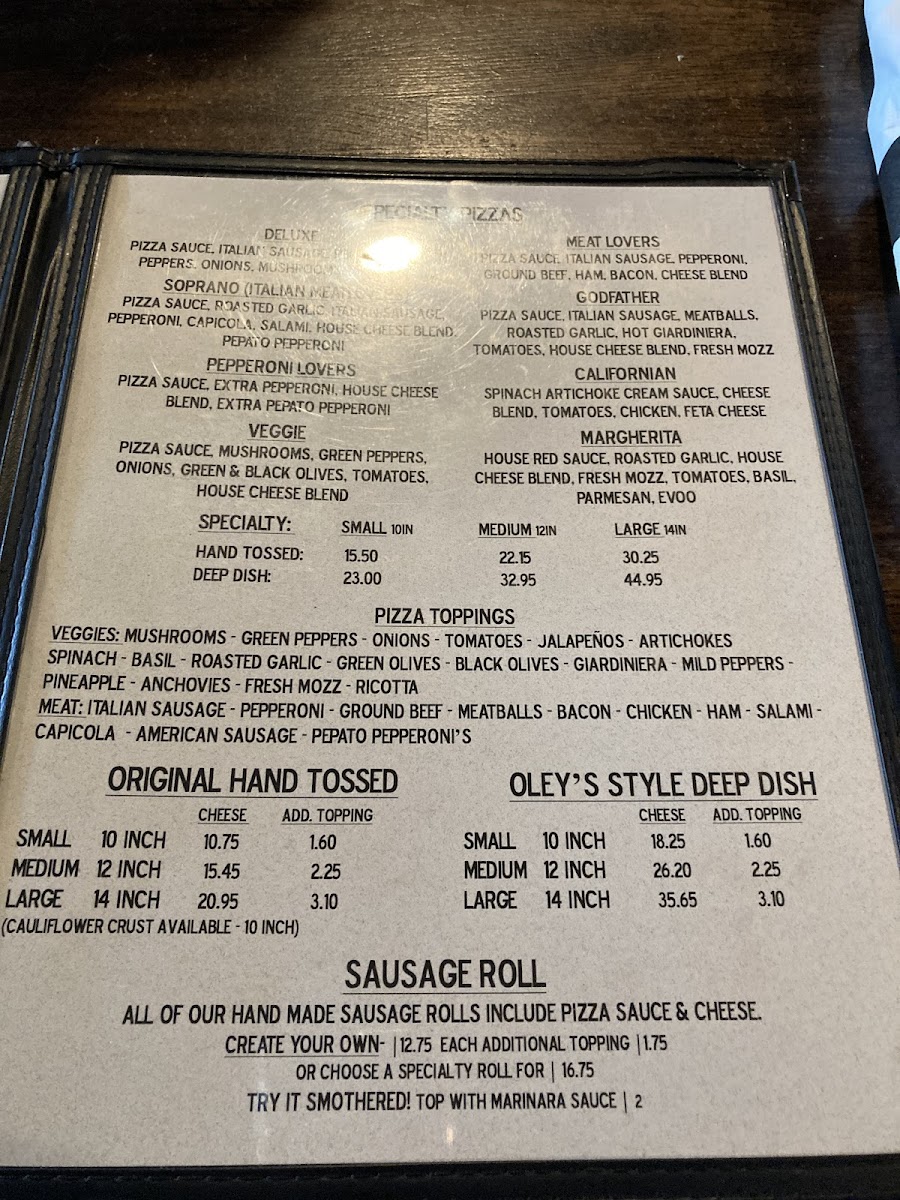 PECIALTY PIZZAS
DELUXE
PIZZA SAUCE, ITALIAN SAUSAGE,
PEPPERS, ONIONS, MUSHROOM
SOPRANO (ITALIAN MEAT
PIZZA SAUCE, ROASTED GARLIC, ITALIAN SAUSAGE,
PEPPERONI, CAPICOLA, SALAMI, HOUSE CHEESE BLEND,
PEPATO PEPPERONI
PEPPERONI LOVERS
PIZZA SAUCE, EXTRA PEPPERONI, HOUSE CHEESE
BLEND, EXTRA PEPATO PEPPERONI
VEGGIE
PIZZA SAUCE, MUSHROOMS, GREEN PEPPERS,
ONIONS, GREEN & BLACK OLIVES, TOMATOES,
HOUSE CHEESE BLEND
MEAT LOVERS
PIZZA SAUCE, ITALIAN SAUSAGE, PEPPERONI,
GROUND BEEF, HAM, BACON, CHEESE BLEND
GODFATHER
PIZZA SAUCE, ITALIAN SAUSAGE, MEATBALLS,
ROASTED GARLIC, HOT GIARDINIERA,
TOMATOES, HOUSE CHEESE BLEND, FRESH MOZZ
CALIFORNIAN
SPINACH ARTICHOKE CREAM SAUCE, CHEESE
BLEND, TOMATOES, CHICKEN, FETA CHEESE
MARGHERITA
HOUSE RED SAUCE, ROASTED GARLIC, HOUSE
CHEESE BLEND, FRESH MOZZ, TOMATOES, BASIL,
PARMESAN, EVOO
SPECIALTY: SMALL 10IN MEDIUM 12IN LARGE 14IN
HAND TOSSED: 15.50 22.15 30.25
DEEP DISH: 23.00 32.95 44.95
PIZZA TOPPINGS
VEGGIES: MUSHROOMS - GREEN PEPPERS - ONIONS - TOMATOES - JALAPEÑOS - ARTICHOKES
SPINACH - BASIL - ROASTED GARLIC - GREEN OLIVES - BLACK OLIVES - GIARDINIERA - MILD PEPPERS -
PINEAPPLE - ANCHOVIES - FRESH MOZZ - RICOTTA
MEAT: ITALIAN SAUSAGE - PEPPERONI - GROUND BEEF - MEATBALLS - BACON - CHICKEN - HAM - SALAMI -
CAPICOLA - AMERICAN SAUSAGE - PEPATO PEPPERONI'S
ORIGINAL HAND TOSSED
CHEESE ADD. TOPPING
SMALL 10 INCH 10.75 1.60
MEDIUM 12 INCH 15.45 2.25
LARGE 14 INCH 20.95 3.10
(CAULIFLOWER CRUST AVAILABLE - 10 INCH)
OLEY'S STYLE DEEP DISH
CHEESE ADD. TOPPING
SMALL 10 INCH 18.25 1.60
MEDIUM 12 INCH 26.20 2.25
LARGE 14 INCH 35.65 3.10
SAUSAGE ROLL
ALL OF OUR HAND MADE SAUSAGE ROLLS INCLUDE PIZZA SAUCE & CHEESE.
CREATE YOUR OWN- |12.75 EACH ADDITIONAL TOPPING |1.75
OR CHOOSE A SPECIALTY ROLL FOR | 16.75
TRY IT SMOTHERED! TOP WITH MARINARA SAUCE | 2